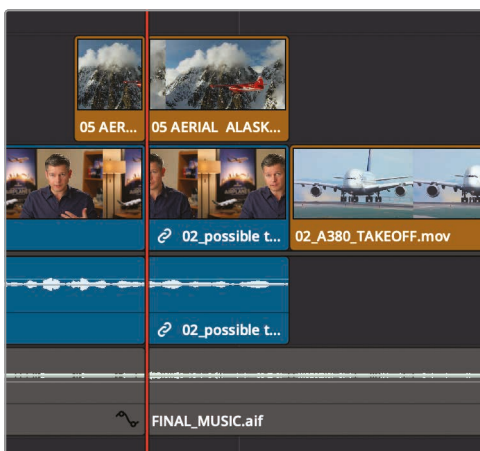 05 AER...
05 AERIAL ALASK...
02_possible t...
02_A380_TAKEOFF.mov
02_possible t...
FINAL_MUSIC.aif